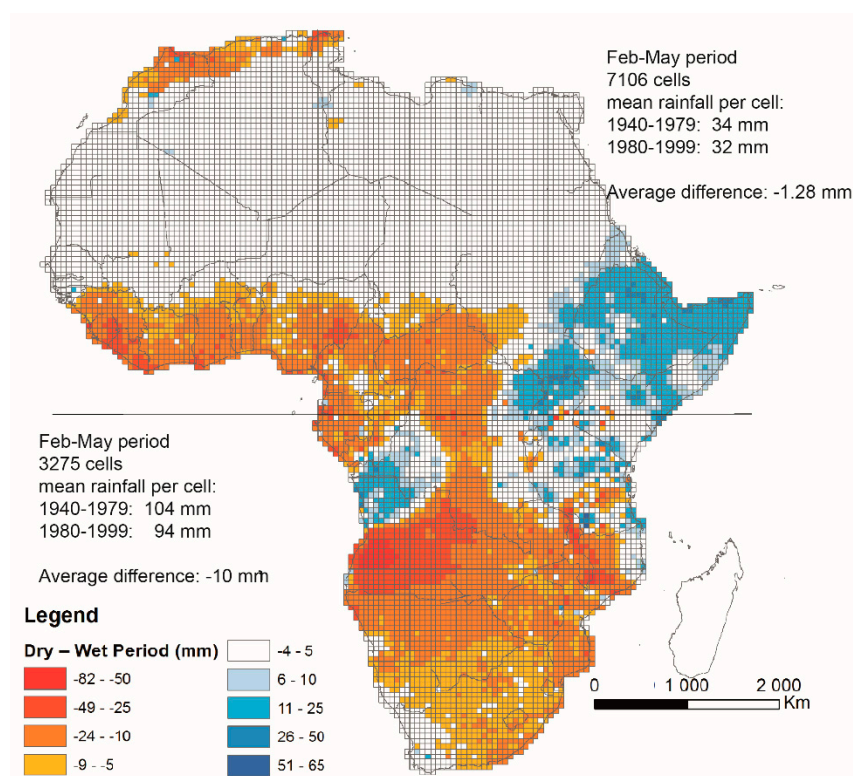 Feb-May period
7106 cells
mean rainfall per cell:
1940-1979: 34 mm
1980-1999: 32 mm
Average difference: -1.28 mm
Feb-May period
3275 cells
mean rainfall per cell:
1940-1979: 104 mm
1980-1999: 94 mm
Average difference: -10 mm
Legend
Dry – Wet Period (mm)
-82 - -50
-49 - -25
-24 - -10
-9 - -5
-4 - 5
6 - 10
11 - 25
26 - 50
51 - 65
0 1 000 2 000
Km